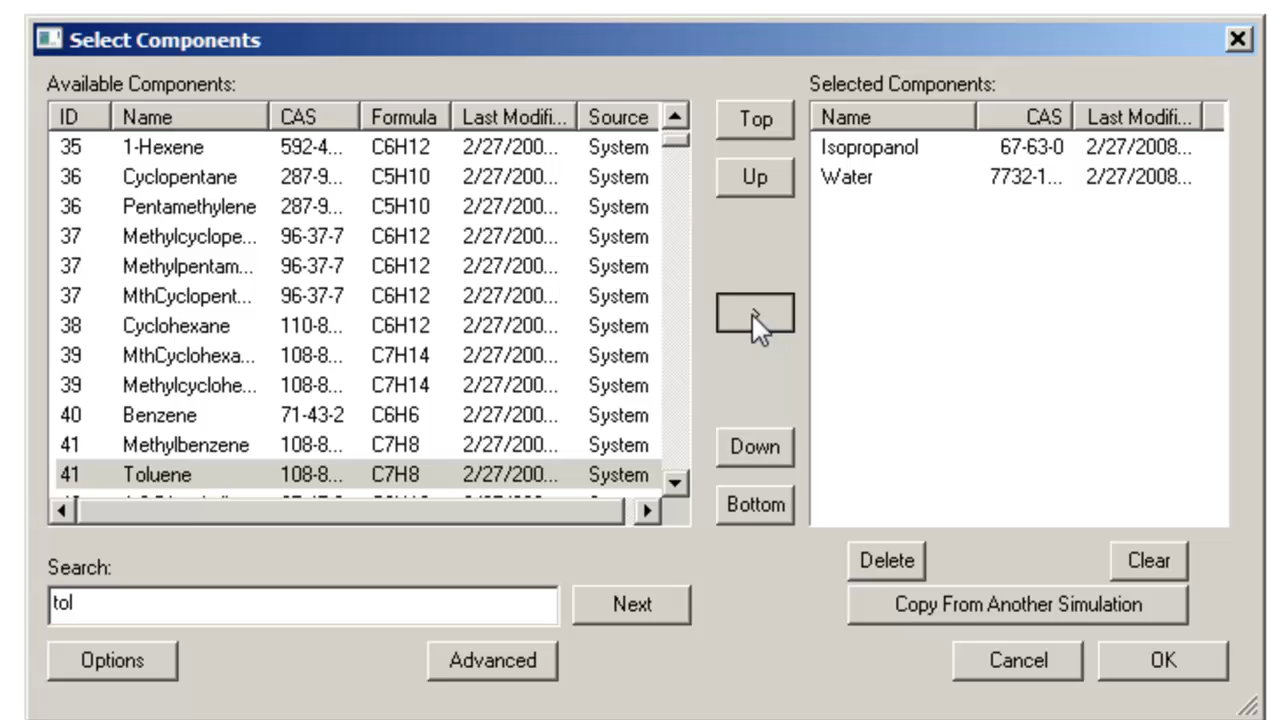 Select Components
Available Components:
ID Name CAS Formula Last Modifi... Source
35 1-Hexene 592-4... C6H12 2/27/200... System
36 Cyclopentane 287-9... C5H10 2/27/200... System
36 Pentamethylene 287-9... C5H10 2/27/200... System
37 Methylcyclope... 96-37-7 C6H12 2/27/200... System
37 Methylpentam... 96-37-7 C6H12 2/27/200... System
37 MthCyclopent... 96-37-7 C6H12 2/27/200... System
38 Cyclohexane 110-8... C6H12 2/27/200... System
39 MthCyclohexa... 108-8... C7H14 2/27/200... System
39 Methylcyclohe... 108-8... C7H14 2/27/200... System
40 Benzene 71-43-2 C6H6 2/27/200... System
41 Methylbenzene 108-8... C7H8 2/27/200... System
41 Toluene 108-8... C7H8 2/27/200... System
Search:
tol
Next
Options
Advanced
Top
Up
>
Down
Bottom
Selected Components:
Name CAS Last Modifi...
Isopropanol 67-63-0 2/27/2008...
Water 7732-1... 2/27/2008...
Delete
Clear
Copy From Another Simulation
Cancel
OK